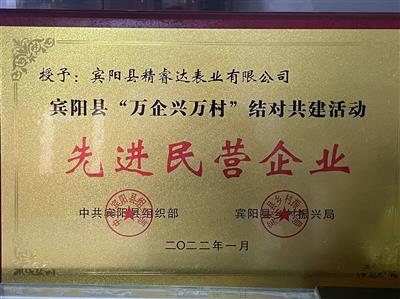 授予：宾阳县精睿达表业有限公司
宾阳县“万企兴万村”结对共建活动
先进民营企业
中共宾阳县组织部 宾阳县乡村振兴局
二〇二二年一月